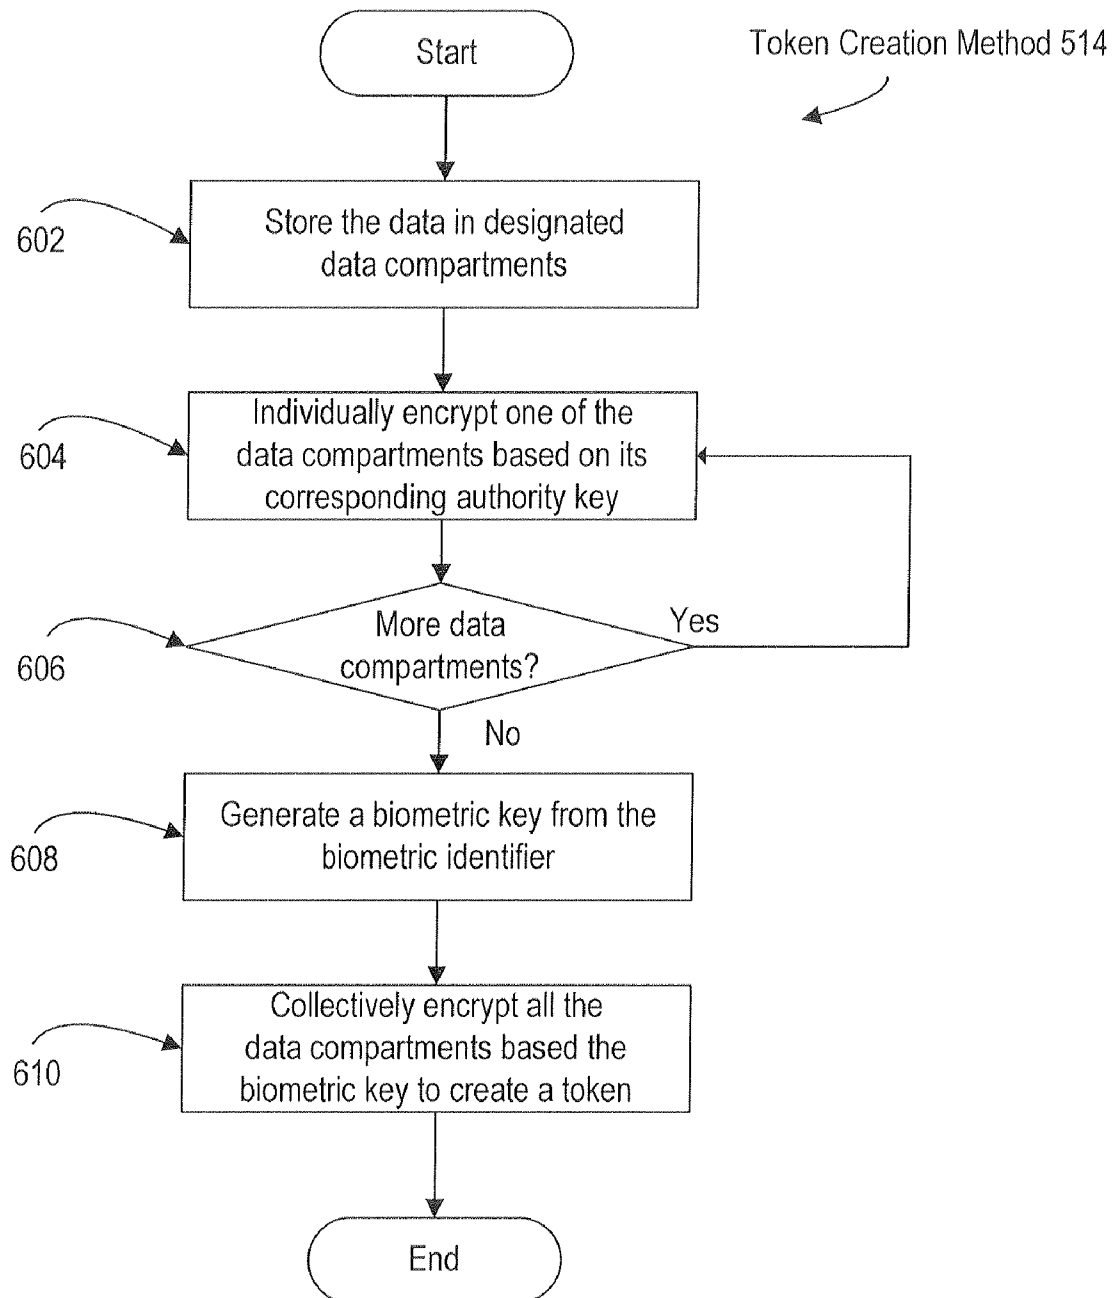 Start
Token Creation Method 514
Store the data in designated
data compartments
602
Individually encrypt one of the
data compartments based on its
corresponding authority key
604
More data
compartments?
Yes
606
No
Generate a biometric key from the
biometric identifier
608
Collectively encrypt all the
data compartments based the
biometric key to create a token
610
End